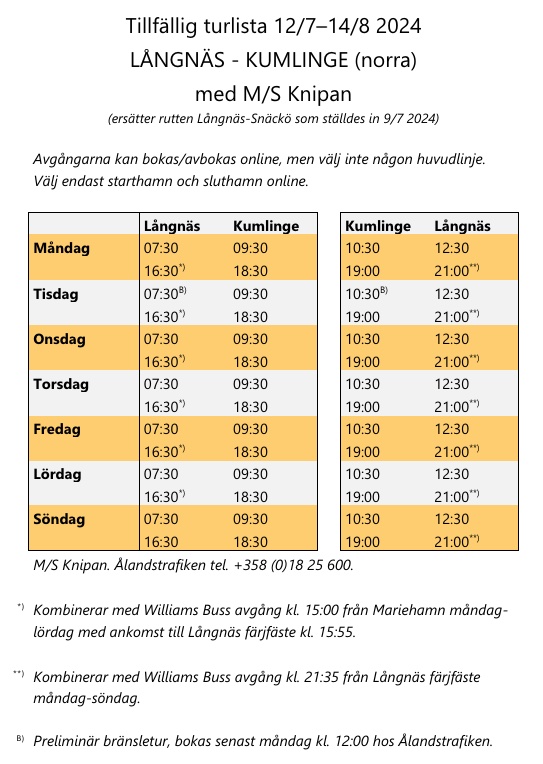 Tillfällig turlista 12/7–14/8 2024
LÅNGNÄS - KUMLINGE (norra)
med M/S Knipan
(ersätter rutten Långnäs-Snäckö som ställdes in 9/7 2024)
Avgångarna kan bokas/avbokas online, men välj inte någon huvudlinje.
Välj endast starthamn och sluthamn online.
Långnäs Kumlinge Kumlinge Långnäs
Måndag 07:30 09:30 10:30 12:30
16:30*) 18:30 19:00 21:00**)
Tisdag 07:30B) 09:30 10:30B) 12:30
16:30*) 18:30 19:00 21:00**)
Onsdag 07:30 09:30 10:30 12:30
16:30*) 18:30 19:00 21:00**)
Torsdag 07:30 09:30 10:30 12:30
16:30*) 18:30 19:00 21:00**)
Fredag 07:30 09:30 10:30 12:30
16:30*) 18:30 19:00 21:00**)
Lördag 07:30 09:30 10:30 12:30
16:30*) 18:30 19:00 21:00**)
Söndag 07:30 09:30 10:30 12:30
16:30 18:30 19:00 21:00**)
M/S Knipan. Ålandstrafiken tel. +358 (0)18 25 600.
*) Kombinerar med Williams Buss avgång kl. 15:00 från Mariehamn måndag-
lördag med ankomst till Långnäs färjfäste kl. 15:55.
**) Kombinerar med Williams Buss avgång kl. 21:35 från Långnäs färjfäste
måndag-söndag.
B) Preliminär bränsletur, bokas senast måndag kl. 12:00 hos Ålandstrafiken.